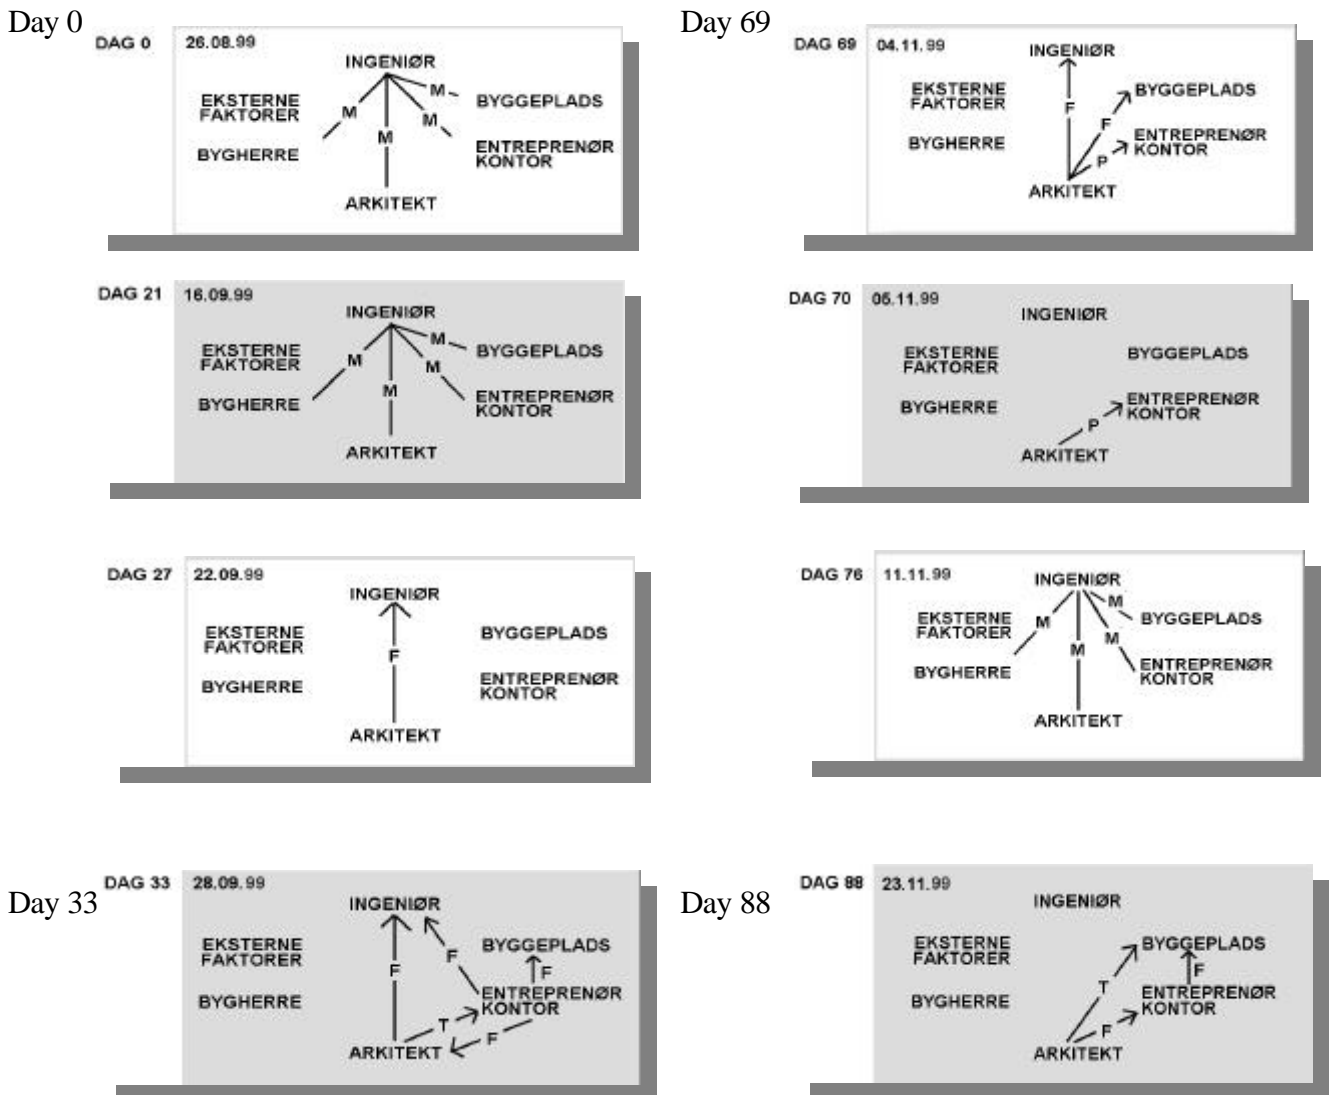 Day 0
DAG 0 26.08.99
INGENIØR
M
EKSTERNE
FAKTORER
BYGGEPLADS
M
M
M
BYGHERRE
ENTREPRENØR
KONTOR
ARKITEKT
DAG 21 16.09.99
INGENIØR
M
EKSTERNE
FAKTORER
BYGGEPLADS
M
M
M
BYGHERRE
ENTREPRENØR
KONTOR
ARKITEKT
DAG 27 22.09.99
INGENIØR
EKSTERNE
FAKTORER
BYGGEPLADS
F
BYGHERRE
ENTREPRENØR
KONTOR
ARKITEKT
Day 33
DAG 33 28.09.99
INGENIØR
EKSTERNE
FAKTORER
BYGGEPLADS
F
F
F
BYGHERRE
ENTREPRENØR
KONTOR
T
F
ARKITEKT
Day 69
DAG 69 04.11.99
INGENIØR
EKSTERNE
FAKTORER
BYGGEPLADS
F
F
BYGHERRE
ENTREPRENØR
KONTOR
P
ARKITEKT
DAG 70 05.11.99
INGENIØR
EKSTERNE
FAKTORER
BYGGEPLADS
BYGHERRE
ENTREPRENØR
KONTOR
P
ARKITEKT
DAG 76 11.11.99
INGENIØR
M
EKSTERNE
FAKTORER
BYGGEPLADS
M
M
M
BYGHERRE
ENTREPRENØR
KONTOR
ARKITEKT
Day 88
DAG 88 23.11.99
INGENIØR
EKSTERNE
FAKTORER
BYGGEPLADS
F
T
BYGHERRE
ENTREPRENØR
KONTOR
F
ARKITEKT